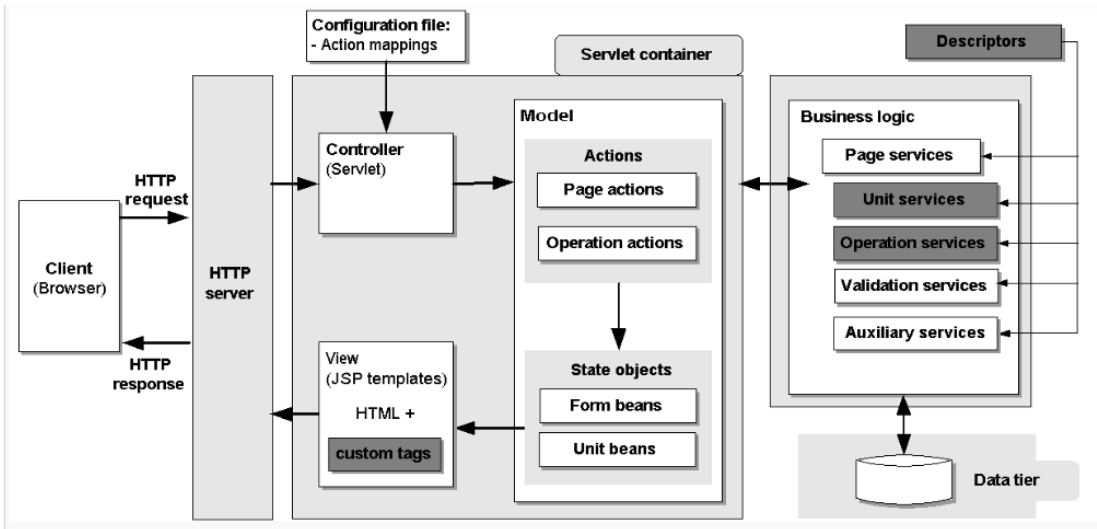 Configuration file:
- Action mappings
Servlet container
Descriptors
Model
Business logic
Controller
(Servlet)
Actions
Page services
HTTP
request
Page actions
Unit services
Operation actions
Operation services
Client
(Browser)
HTTP
server
Validation services
Auxiliary services
HTTP
response
View
(JSP templates)
HTML +
custom tags
State objects
Form beans
Unit beans
Data tier